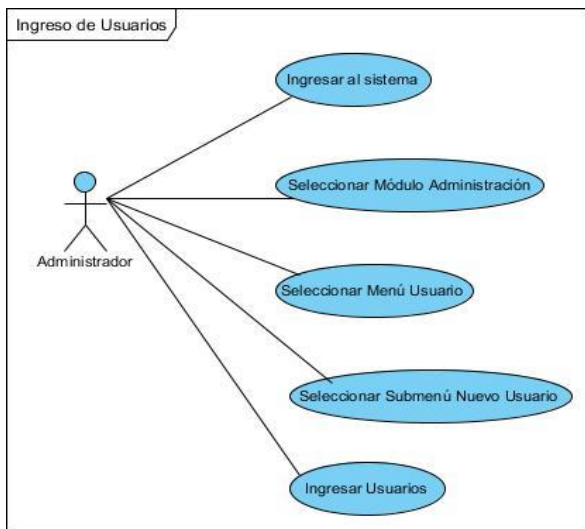 Ingreso de Usuarios
Ingresar al sistema
Seleccionar Módulo Administración
Administrador
Seleccionar Menú Usuario
Seleccionar Submenú Nuevo Usuario
Ingresar Usuarios